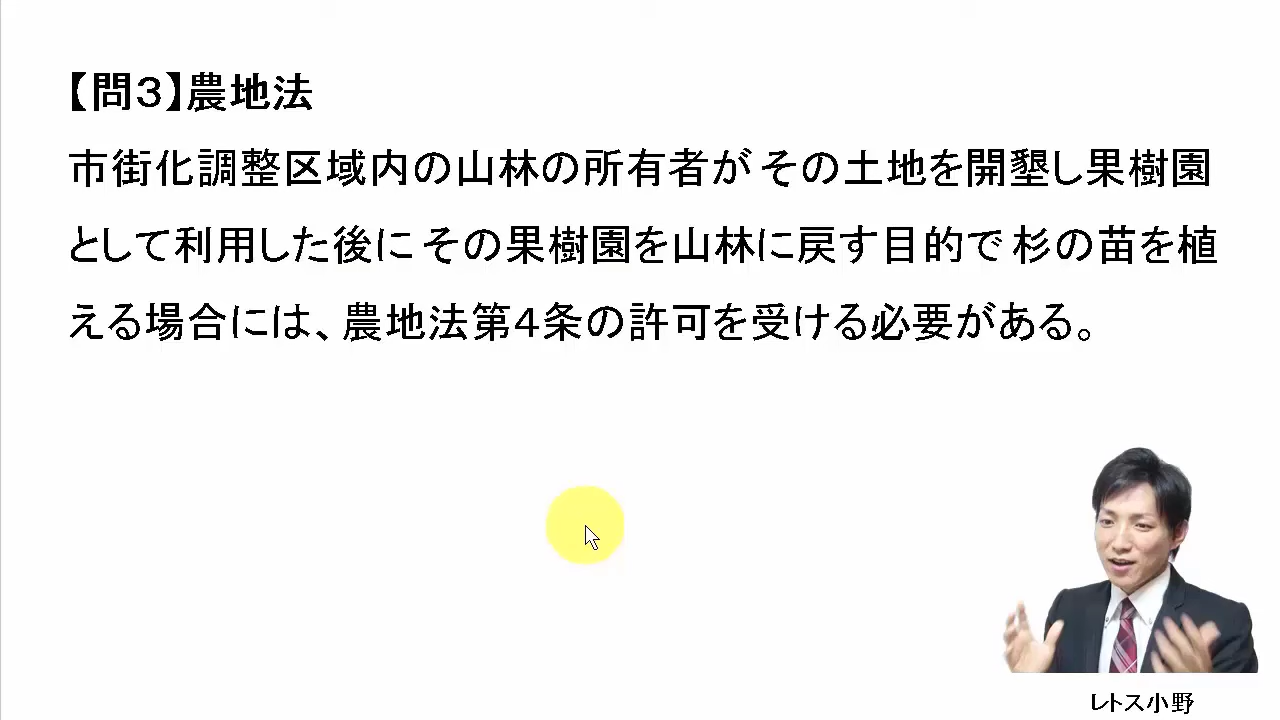 【問３】農地法
市街化調整区域内の山林の所有者がその土地を開墾し果樹園
として利用した後にその果樹園を山林に戻す目的で杉の苗を植
える場合には、農地法第４条の許可を受ける必要がある。
レトス小野